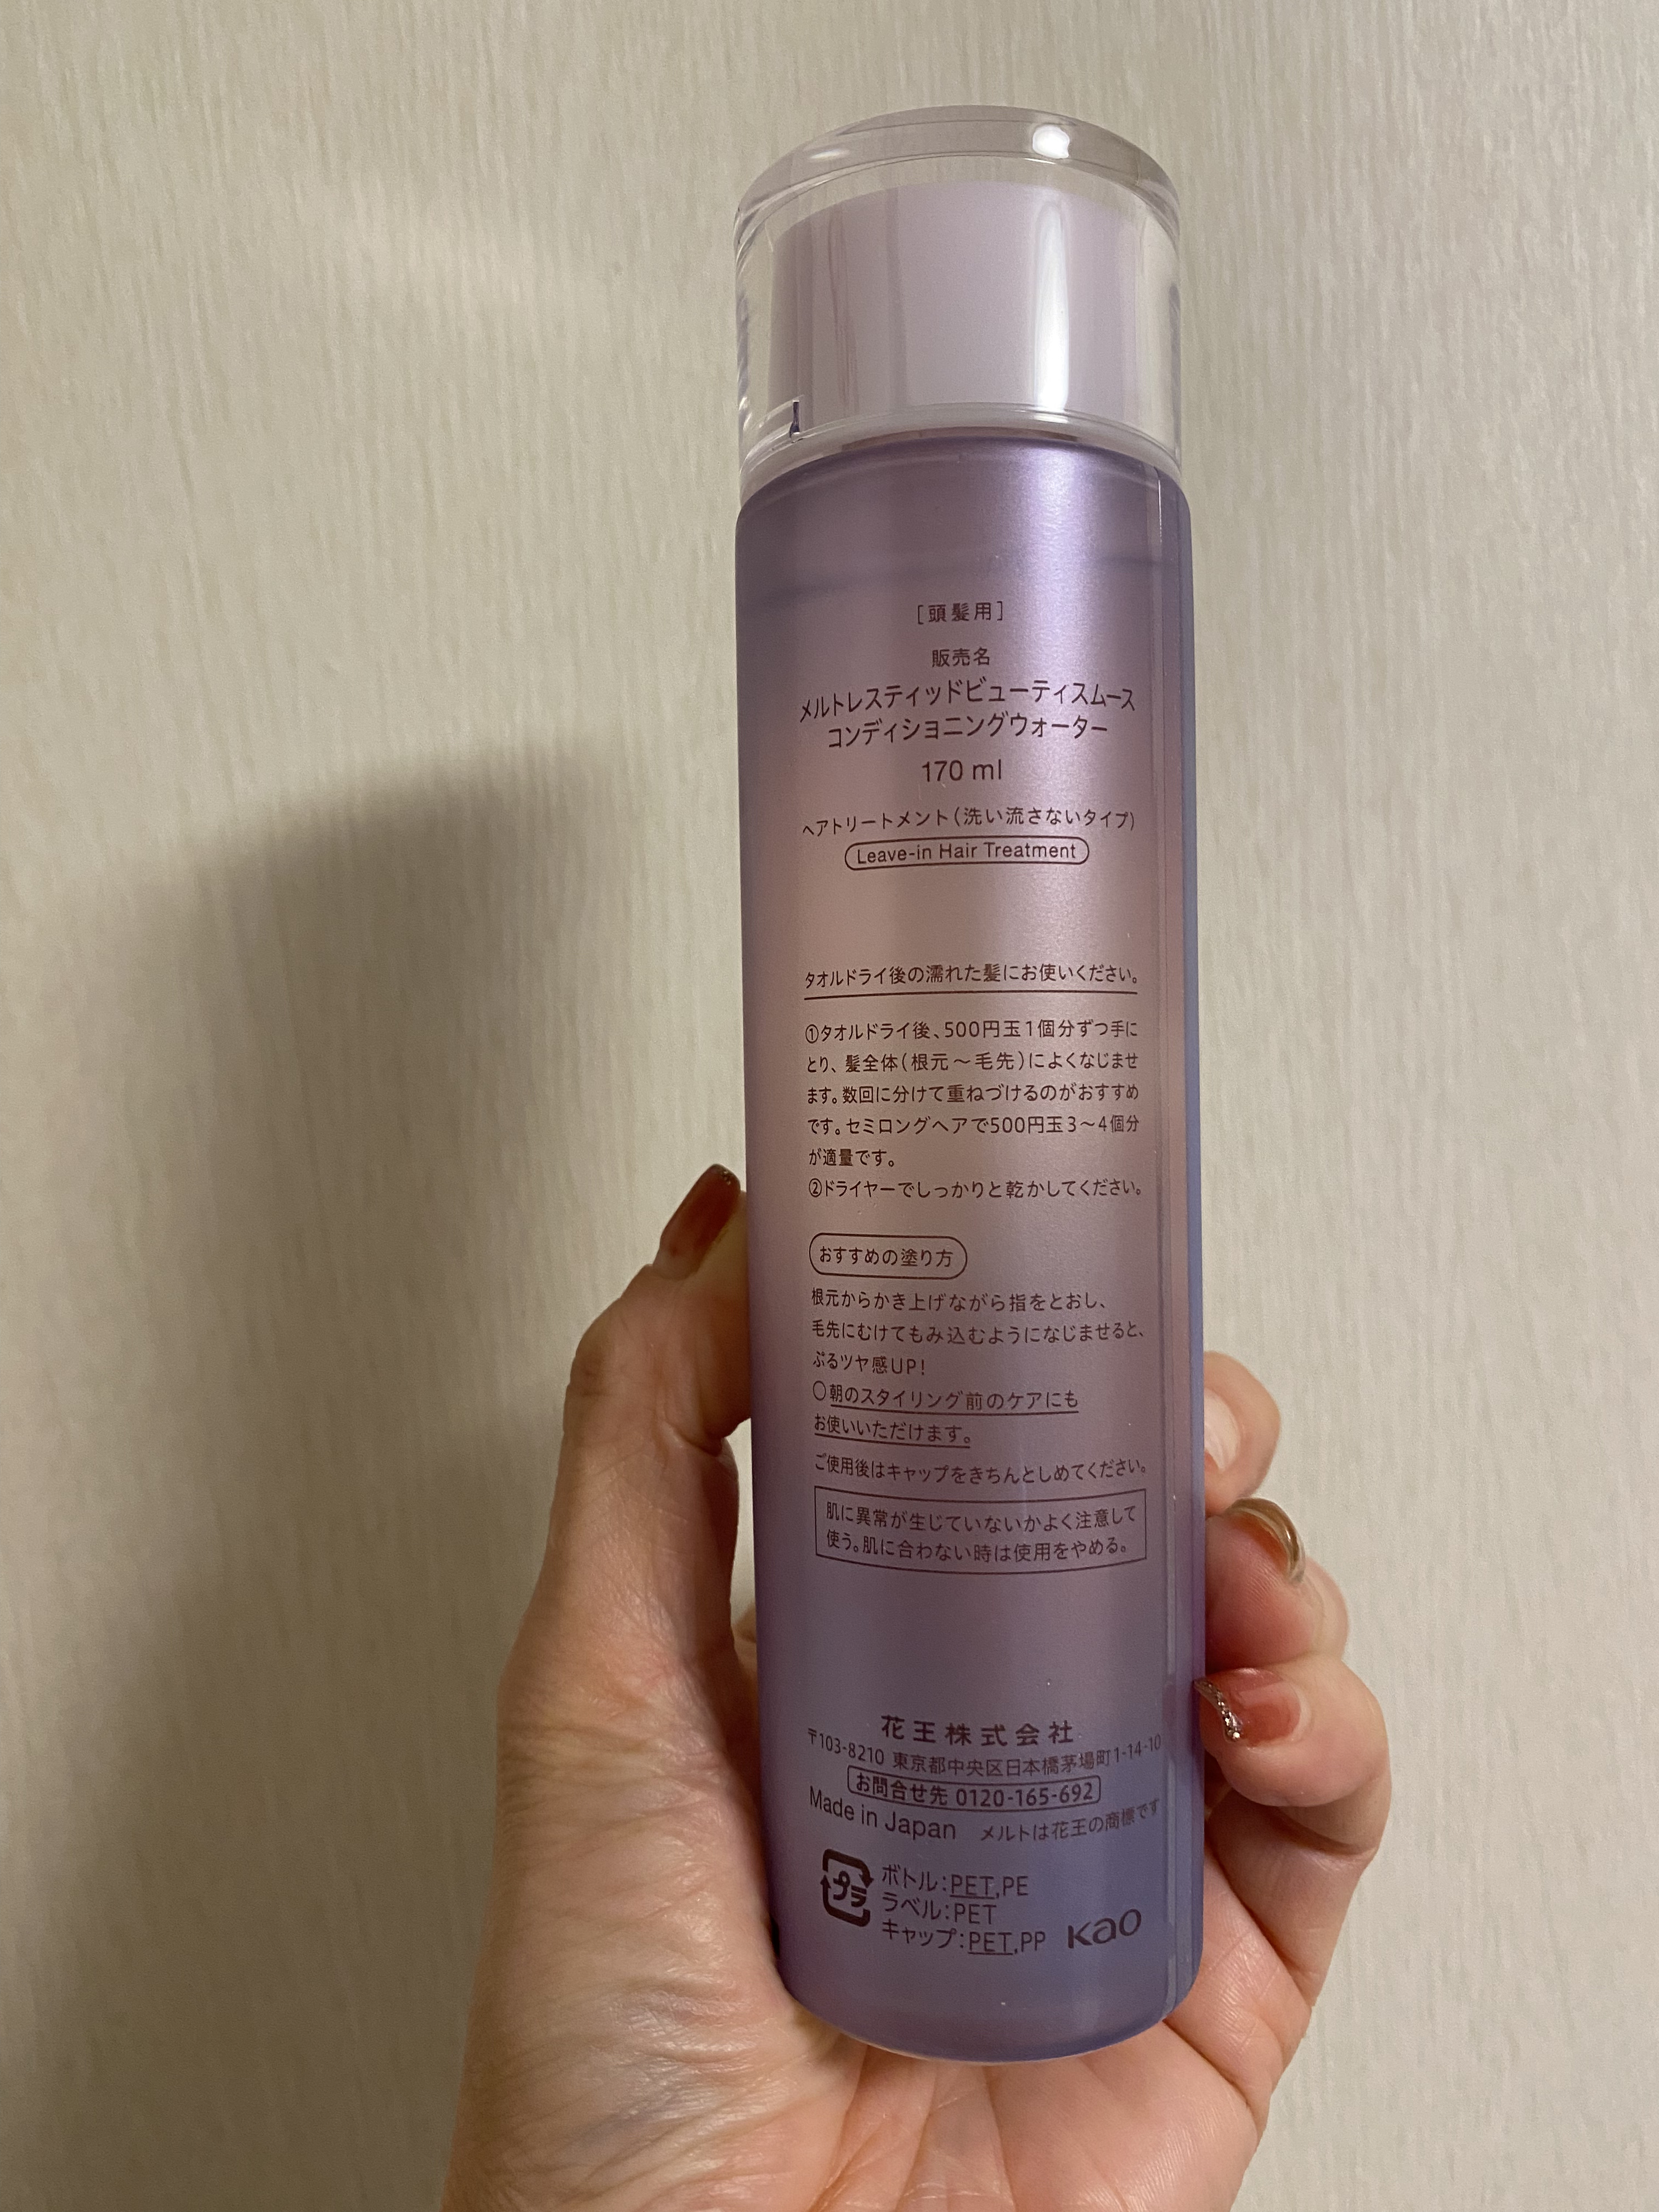 [頭髪用]
販売名
メルトレスティッドビューティスムース
コンディショニングウォーター
170 ml
ヘアトリートメント(洗い流さないタイプ)
Leave-in Hair Treatment
タオルドライ後の濡れた髪にお使いください。
①タオルドライ後、500円玉1個分ずつ手に
とり、髪全体(根元～毛先)によくなじませ
ます。数回に分けて重ねづけるのがおすすめ
です。セミロングヘアで500円玉3～4個分
が適量です。
②ドライヤーでしっかりと乾かしてください。
おすすめの塗り方
根元からかき上げながら指をとおし、
毛先にむけてもみ込むようになじませると、
ぷるツヤ感UP!
○朝のスタイリング前のケアにも
お使いいただけます。
ご使用後はキャップをきちんとしめてください。
肌に異常が生じていないかよく注意して
使う。肌に合わない時は使用をやめる。
花王株式会社
〒103-8210 東京都中央区日本橋茅場町1-14-10
お問合せ先 0120-165-692
Made in Japan メルトは花王の商標です
プラ
ボトル:PET,PE
ラベル:PET
キャップ:PET,PP
Kao